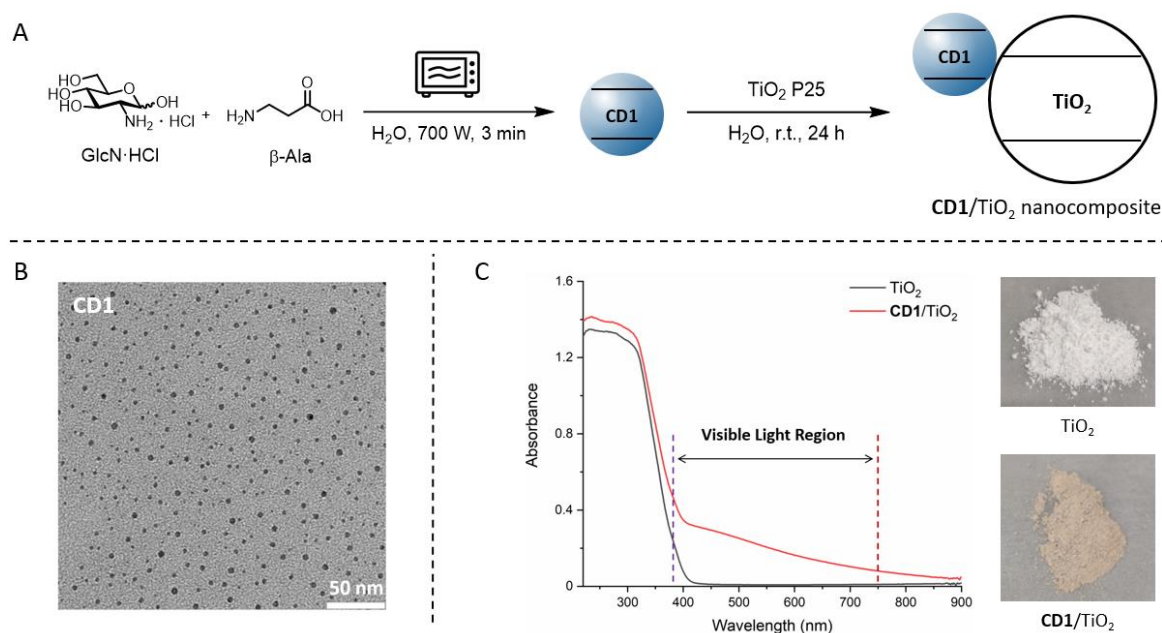 A
HO
HO
HO
O
OH
NH₂ · HCl
GlcN·HCl
+
H₂N
O
OH
β-Ala
H₂O, 700 W, 3 min
CD1
TiO₂ P25
H₂O, r.t., 24 h
CD1
TiO₂
CD1/TiO₂ nanocomposite
B
CD1
50 nm
C
TiO₂
CD1/TiO₂
Visible Light Region
Absorbance
1.6
1.2
0.8
0.4
0
300 400 500 600 700 800 900
Wavelength (nm)
TiO₂
CD1/TiO₂